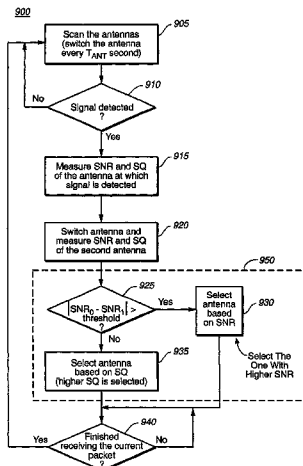 900
905
Scan the antennas
(switch the antenna
every T_ANT second)
910
No
Signal detected
?
Yes
915
Measure SNR and SQ
of the antenna at which
signal is detected
920
Switch antenna and
measure SNR and SQ
of the second antenna
950
925
|SNR₀ - SNR₁| >
threshold
?
Yes
930
Select
antenna
based
on SNR
No
935
Select antenna
based on SQ
(higher SQ is selected)
Select The
One With
Higher SNR
940
Yes
Finished
receiving the current
packet
?
No